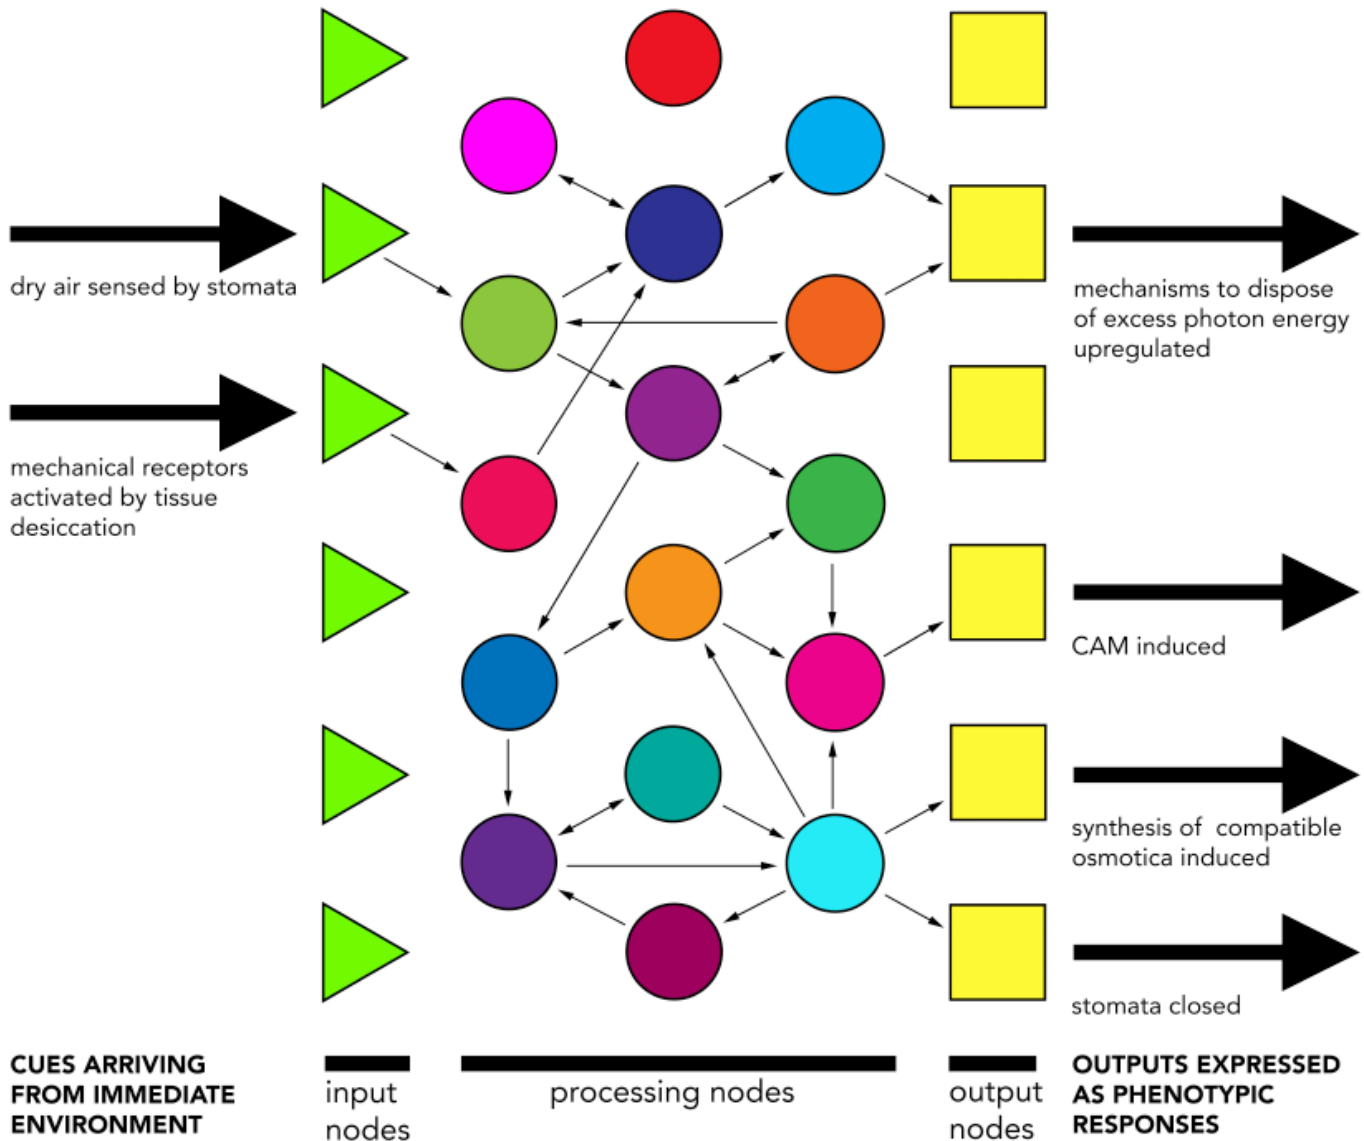 dry air sensed by stomata
mechanisms to dispose
of excess photon energy
upregulated
mechanical receptors
activated by tissue
desiccation
CAM induced
synthesis of compatible
osmotica induced
stomata closed
CUES ARRIVING
FROM IMMEDIATE
ENVIRONMENT
input
nodes
processing nodes
output
nodes
OUTPUTS EXPRESSED
AS PHENOTYPIC
RESPONSES